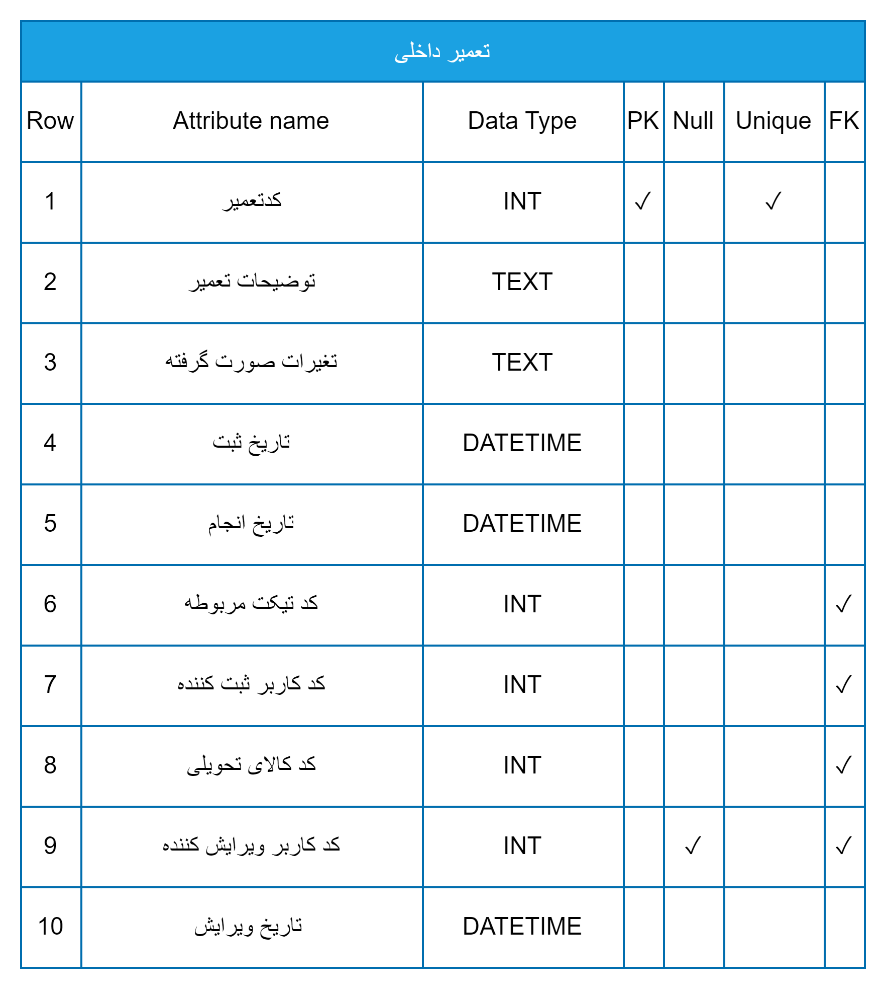 تعمیر داخلی
Row Attribute name Data Type PK Null Unique FK
1 کدتعمیر INT ✓ ✓
2 توضیحات تعمیر TEXT
3 تغیرات صورت گرفته TEXT
4 تاریخ ثبت DATETIME
5 تاریخ انجام DATETIME
6 کد تیکت مربوطه INT ✓
7 کد کاربر ثبت کننده INT ✓
8 کد کالای تحویلی INT ✓
9 کد کاربر ویرایش کننده INT ✓ ✓
10 تاریخ ویرایش DATETIME